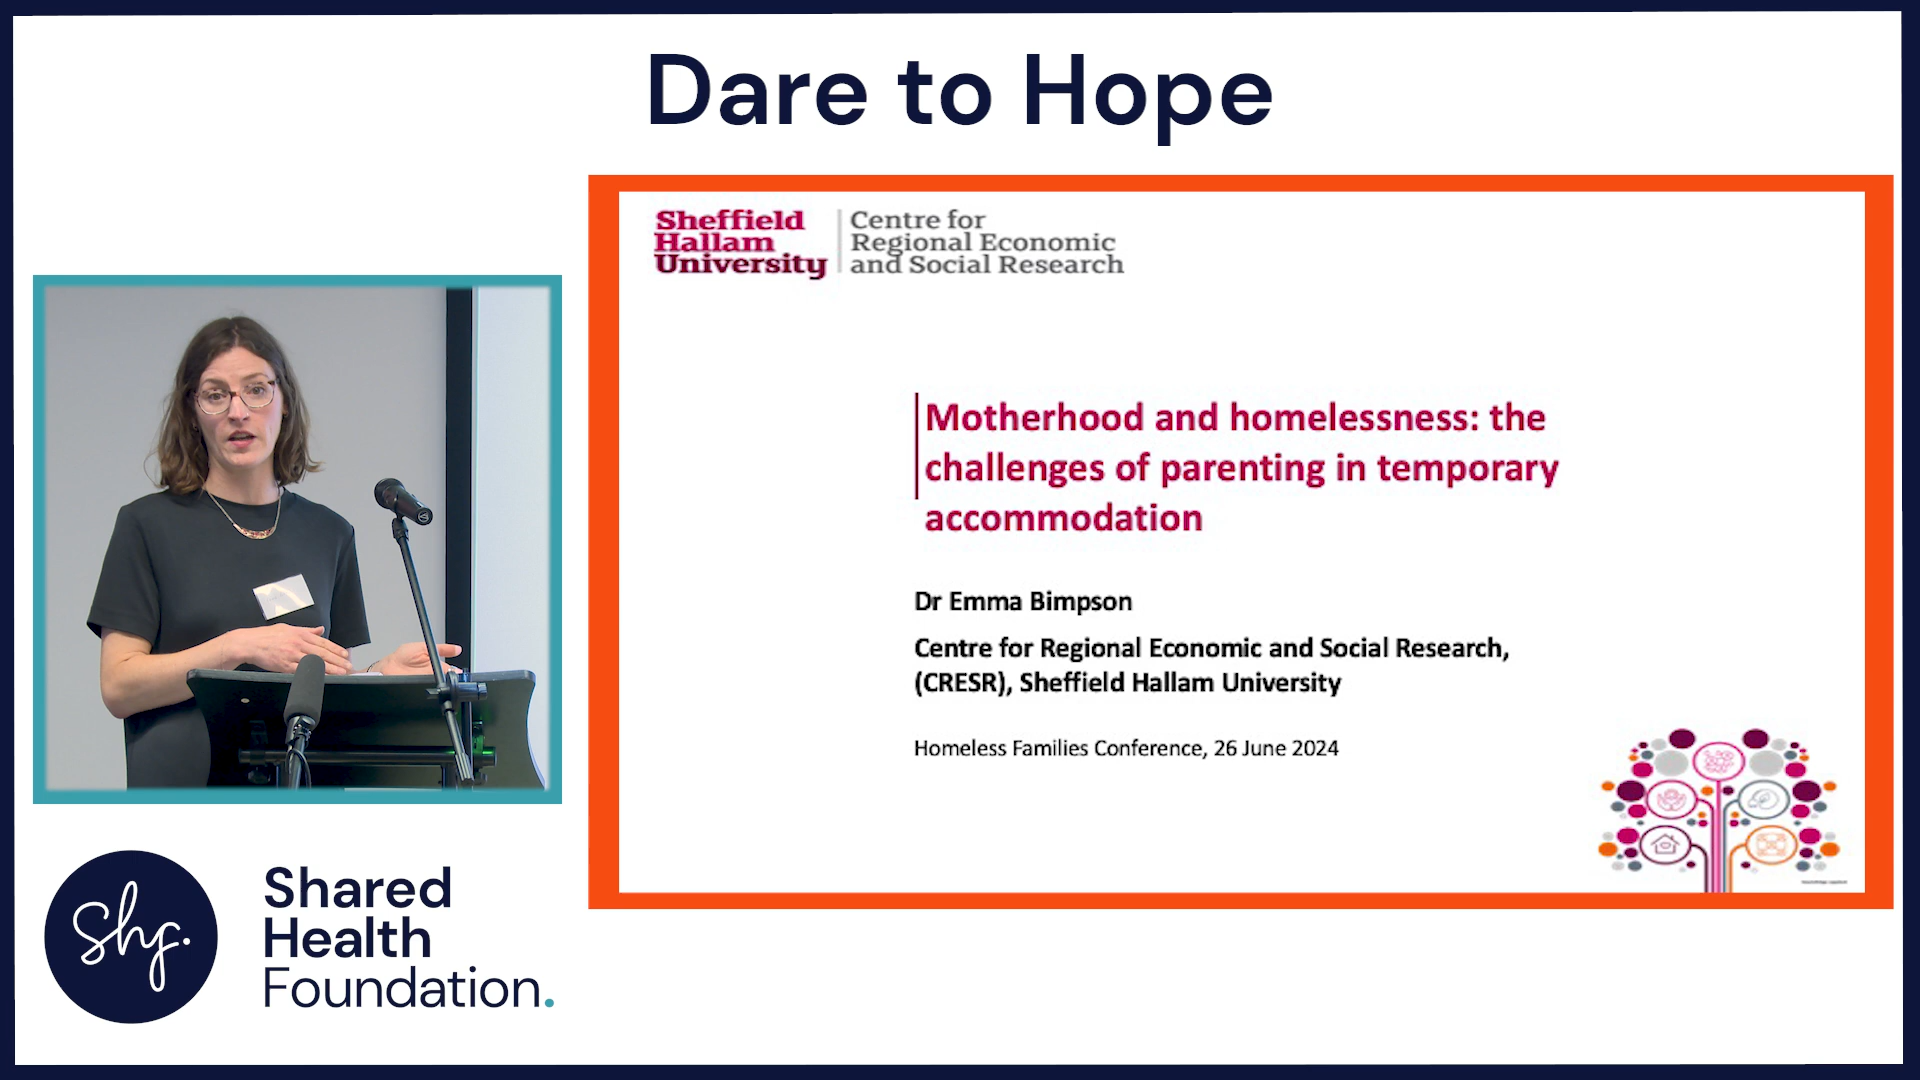 Dare to Hope
Sheffield
Hallam
University
Centre for
Regional Economic
and Social Research
Motherhood and homelessness: the
challenges of parenting in temporary
accommodation
Dr Emma Bimpson
Centre for Regional Economic and Social Research,
(CRESR), Sheffield Hallam University
Homeless Families Conference, 26 June 2024
Shf.
Shared
Health
Foundation.